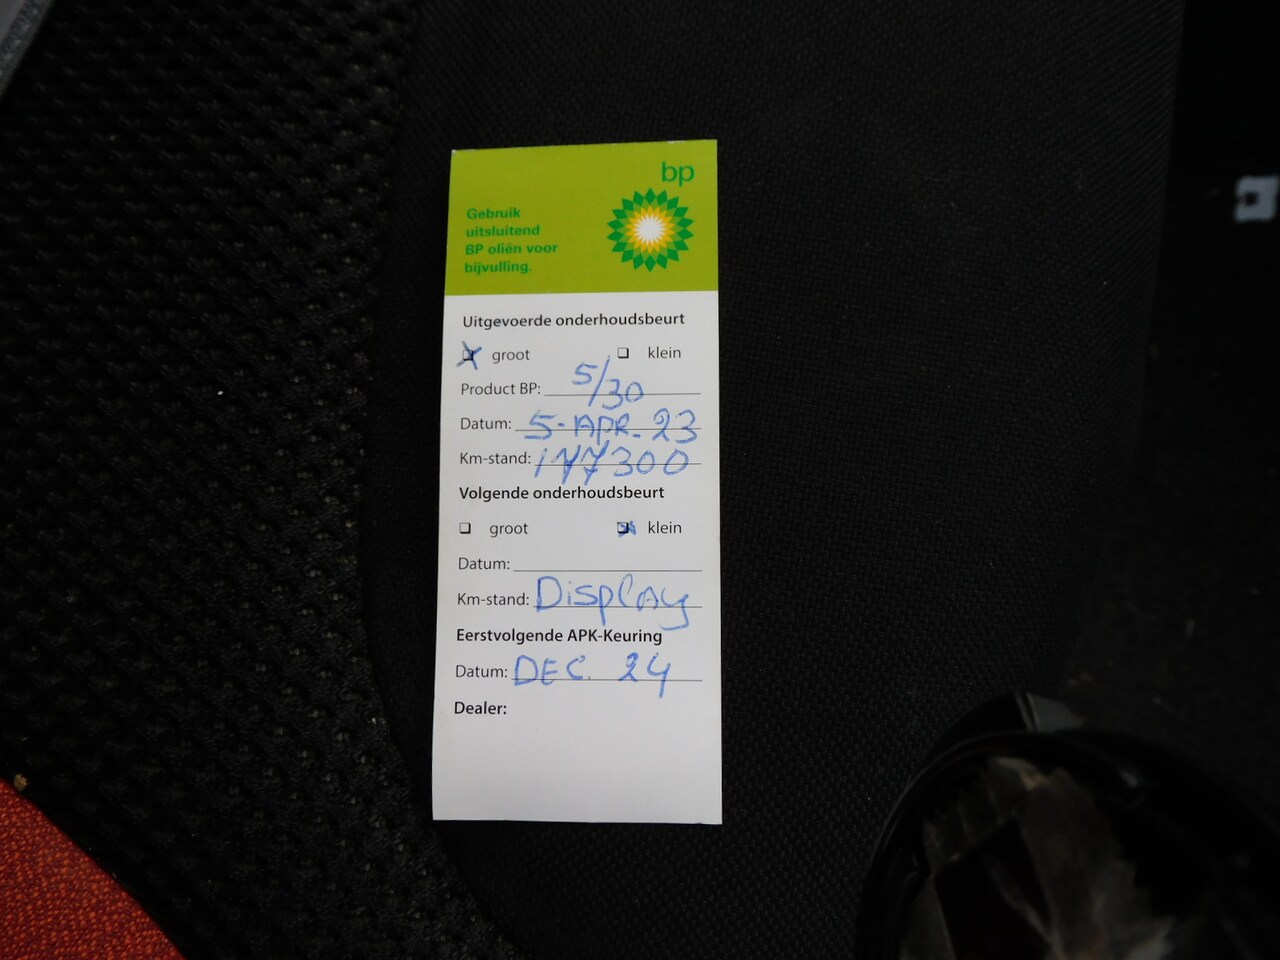 bp
Gebruik
uitsluitend
BP oliën voor
bijvulling.
Uitgevoerde onderhoudsbeurt
groot klein
Product BP: 5/30
Datum: 5-APR. 23
Km-stand: 177300
Volgende onderhoudsbeurt
groot klein
Datum:
Km-stand: Display
Eerstvolgende APK-Keuring
Datum: DEC. 24
Dealer: